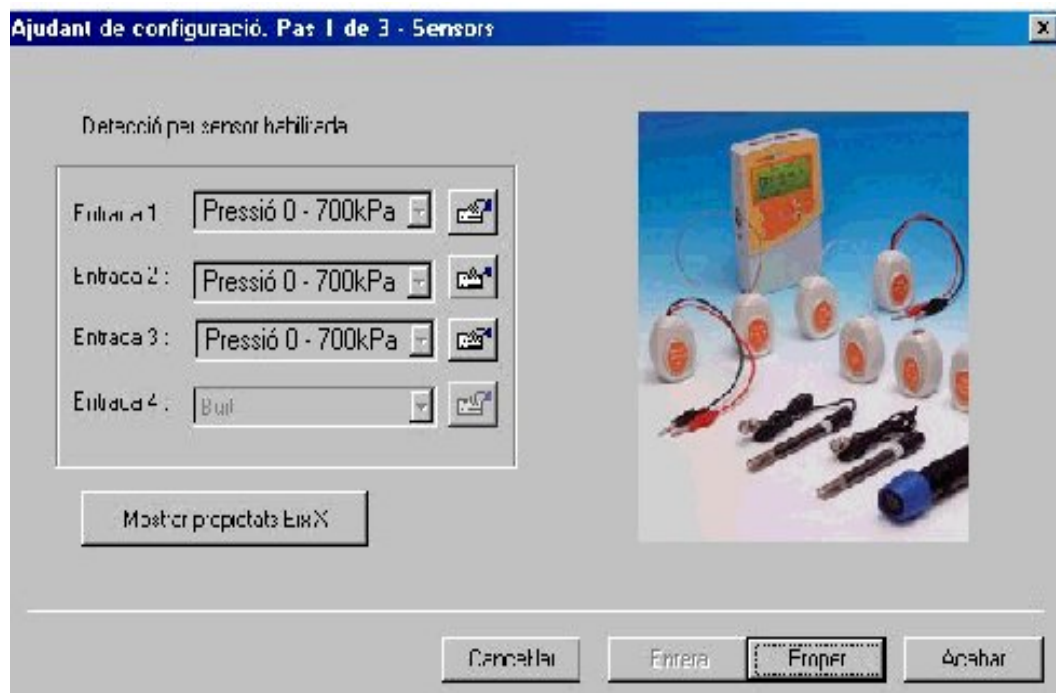 Ajudant de configuració. Pas 1 de 3 - Sensors
Detecció per sensor habilitada
Entrada 1
Pressió 0 - 700kPa
Entrada 2 :
Pressió 0 - 700kPa
Entrada 3 :
Pressió 0 - 700kPa
Entrada 4 :
Buit
Mostrar propietats Eix X
Cancel·lar
Enrera
Proper
Acabar